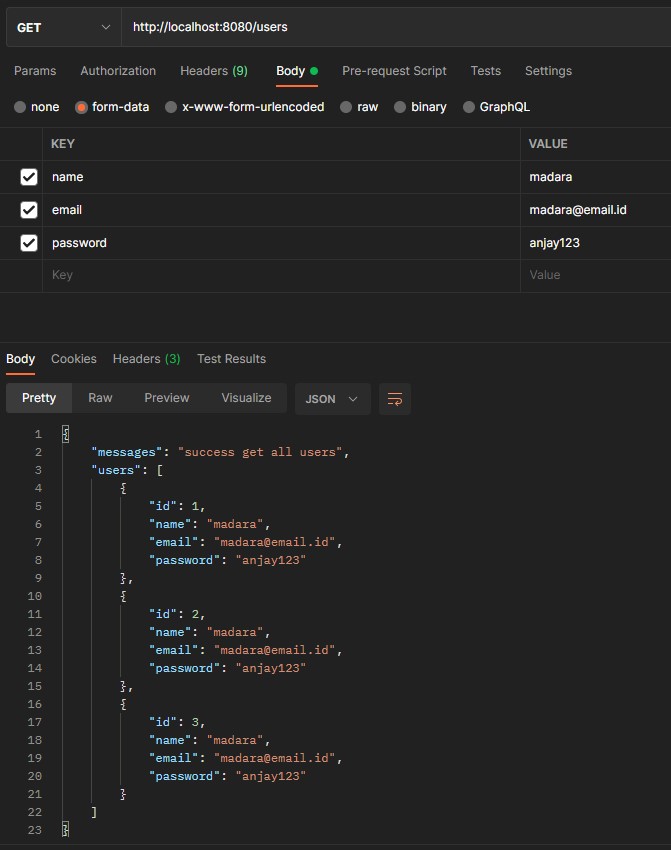 GET http://localhost:8080/users
Params Authorization Headers (9) Body Pre-request Script Tests Settings
none form-data x-www-form-urlencoded raw binary GraphQL
KEY VALUE
name madara
email madara@email.id
password anjay123
Key Value
Body Cookies Headers (3) Test Results
Pretty Raw Preview Visualize JSON
1 {
2 "messages": "success get all users",
3 "users": [
4 {
5 "id": 1,
6 "name": "madara",
7 "email": "madara@email.id",
8 "password": "anjay123"
9 },
10 {
11 "id": 2,
12 "name": "madara",
13 "email": "madara@email.id",
14 "password": "anjay123"
15 },
16 {
17 "id": 3,
18 "name": "madara",
19 "email": "madara@email.id",
20 "password": "anjay123"
21 }
22 ]
23 }